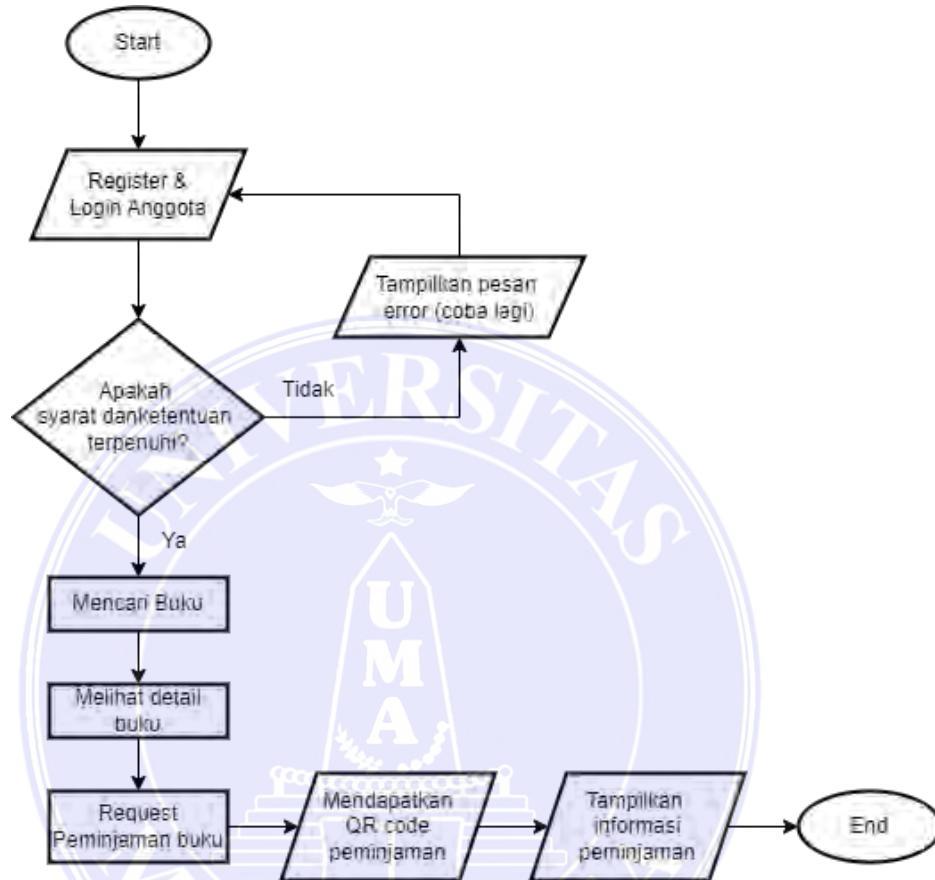 Start
Register &
Login Anggota
Tampilkan pesan
error (coba lagi)
Apakah
syarat danketentuan
terpenuhi?
Tidak
Ya
Mencari Buku
Melihat detail
buku
Request
Peminjaman buku
Mendapatkan
QR code
peminjaman
Tampilkan
informasi
peminjaman
End
UNIVERSITAS
U
M
A